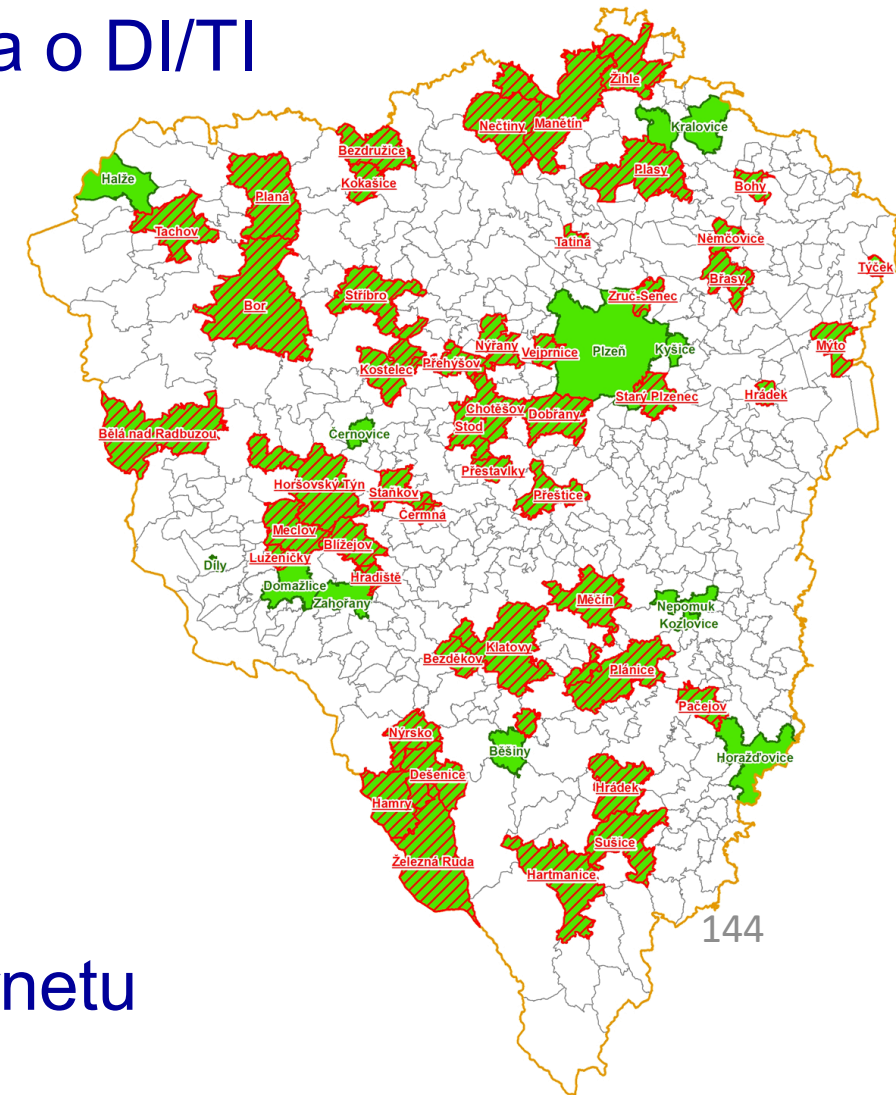 a o DI/TI
Žihle
Nečtiny
Manětín
Kralovice
Bezdružice
Kokašice
Plasy
Bohy
Halže
Planá
Tachov
Tatiná
Němčovice
Břasy
Týček
Bor
Stříbro
Zruč-Senec
Nýřany
Vejprnice
Plzeň
Kyšice
Mýto
Kostelec
Přehýšov
Starý Plzenec
Hrádek
Chotěšov
Dobřany
Stod
Bělá nad Radbuzou
Černovice
Přestavlky
Horšovský Týn
Staňkov
Přeštice
Čermná
Meclov
Blížejov
Luženičky
Díly
Hradiště
Domažlice
Zahořany
Měčín
Nepomuk
Kozlovice
Klatovy
Bezděkov
Plánice
Pačejov
Nýrsko
Běšiny
Horažďovice
Dešenice
Hrádek
Hamry
Sušice
Železná Ruda
Hartmanice
144
netu